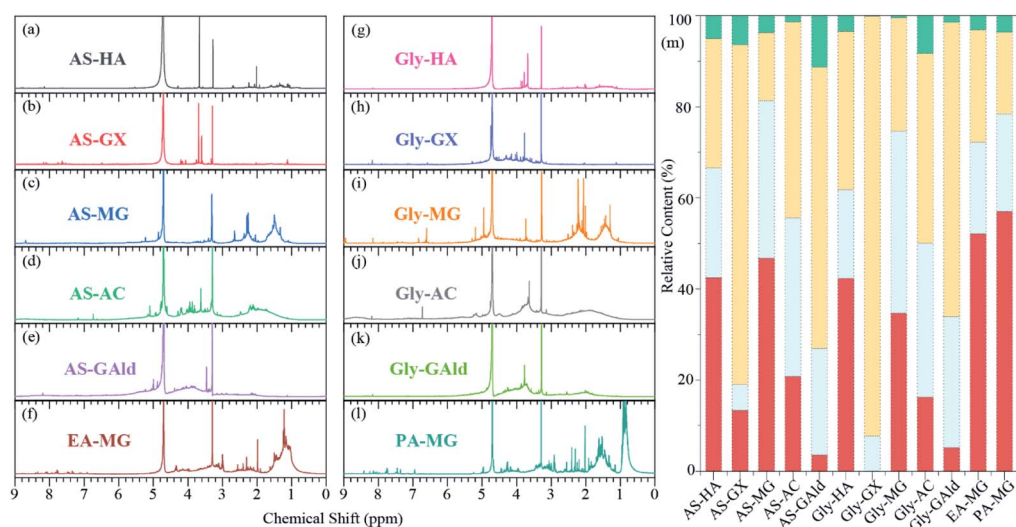 (a) AS-HA
(b) AS-GX
(c) AS-MG
(d) AS-AC
(e) AS-GAld
(f) EA-MG
9 8 7 6 5 4 3 2 1 0
(g) Gly-HA
(h) Gly-GX
(i) Gly-MG
(j) Gly-AC
(k) Gly-GAld
(l) PA-MG
9 8 7 6 5 4 3 2 1 0
Chemical Shift (ppm)
(m)
Relative Content (%)
100
80
60
40
20
0
AS-HA
AS-GX
AS-MG
AS-AC
AS-GAld
Gly-HA
Gly-GX
Gly-MG
Gly-AC
Gly-GAld
EA-MG
PA-MG